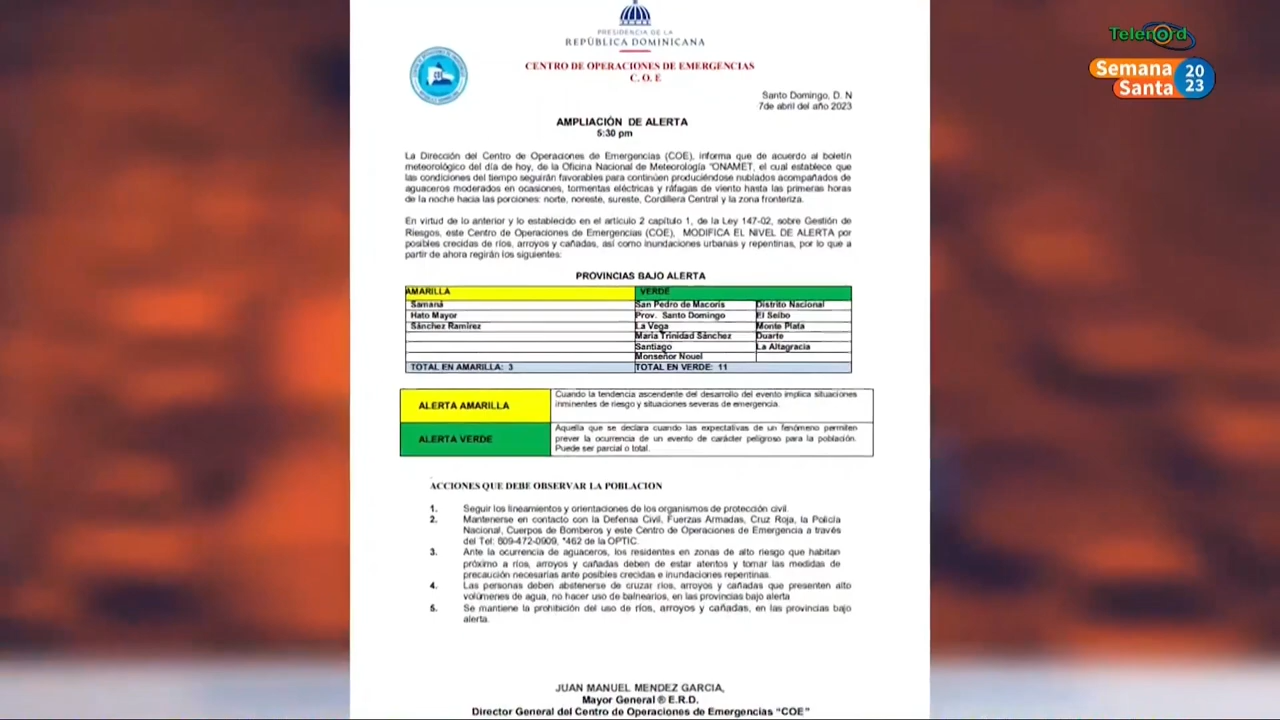 PRESIDENCIA DE LA
REPÚBLICA DOMINICANA
CENTRO DE OPERACIONES DE EMERGENCIAS
C. O. E
Telenord
Semana
Santa
20
23
Santo Domingo, D. N
7de abril del año 2023
AMPLIACIÓN DE ALERTA
5:30 pm
La Dirección del Centro de Operaciones de Emergencias (COE), informa que de acuerdo al boletín
meteorológico del día de hoy, de la Oficina Nacional de Meteorología "ONAMET, el cual establece que
las condiciones del tiempo seguirán favorables para continúen produciéndose nublados acompañados de
aguaceros moderados en ocasiones, tormentas eléctricas y ráfagas de viento hasta las primeras horas
de la noche hacia las porciones: norte, noreste, sureste, Cordillera Central y la zona fronteriza.
En virtud de lo anterior y lo establecido en el artículo 2 capítulo 1, de la Ley 147-02, sobre Gestión de
Riesgos, este Centro de Operaciones de Emergencias (COE), MODIFICA EL NIVEL DE ALERTA por
posibles crecidas de ríos, arroyos y cañadas, así como inundaciones urbanas y repentinas, por lo que a
partir de ahora regirán los siguientes:
PROVINCIAS BAJO ALERTA
AMARILLA VERDE
Samaná San Pedro de Macorís Distrito Nacional
Hato Mayor Prov. Santo Domingo El Seibo
Sánchez Ramírez La Vega Monte Plata
María Trinidad Sánchez Duarte
Santiago La Altagracia
Monseñor Nouel
TOTAL EN AMARILLA: 3 TOTAL EN VERDE: 11
ALERTA AMARILLA
Cuando la tendencia ascendente del desarrollo del evento implica situaciones
inminentes de riesgo y situaciones severas de emergencia.
ALERTA VERDE
Aquella que se declara cuando las expectativas de un fenómeno permiten
prever la ocurrencia de un evento de carácter peligroso para la población.
Puede ser parcial o total.
ACCIONES QUE DEBE OBSERVAR LA POBLACION
1. Seguir los lineamientos y orientaciones de los organismos de protección civil.
2. Mantenerse en contacto con la Defensa Civil, Fuerzas Armadas, Cruz Roja, la Policía
Nacional, Cuerpos de Bomberos y este Centro de Operaciones de Emergencia a través
del Tel: 809-472-0909, *462 de la OPTIC.
3. Ante la ocurrencia de aguaceros, los residentes en zonas de alto riesgo que habitan
próximo a ríos, arroyos y cañadas deben de estar atentos y tomar las medidas de
precaución necesarias ante posibles crecidas e inundaciones repentinas.
4. Las personas deben abstenerse de cruzar ríos, arroyos y cañadas que presenten alto
volúmenes de agua, no hacer uso de balnearios, en las provincias bajo alerta
5. Se mantiene la prohibición del uso de ríos, arroyos y cañadas, en las provincias bajo
alerta.
JUAN MANUEL MENDEZ GARCIA,
Mayor General ® E.R.D.
Director General del Centro de Operaciones de Emergencias "COE"